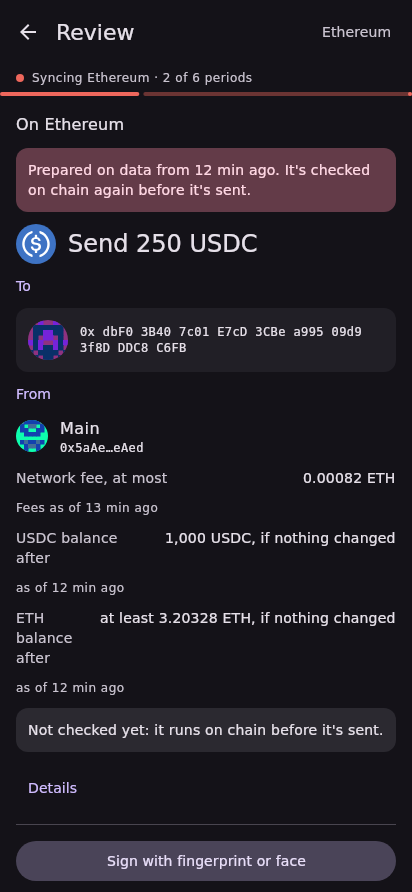 Review
Ethereum
Syncing Ethereum · 2 of 6 periods
On Ethereum
Prepared on data from 12 min ago. It's checked
on chain again before it's sent.
Send 250 USDC
To
0x dbF0 3B40 7c01 E7cD 3CBe a995 09d9
3f8D DDC8 C6FB
From
Main
0x5aAe…eAed
Network fee, at most
0.00082 ETH
Fees as of 13 min ago
USDC balance
after
1,000 USDC, if nothing changed
as of 12 min ago
ETH
balance
after
at least 3.20328 ETH, if nothing changed
as of 12 min ago
Not checked yet: it runs on chain before it's sent.
Details
Sign with fingerprint or face